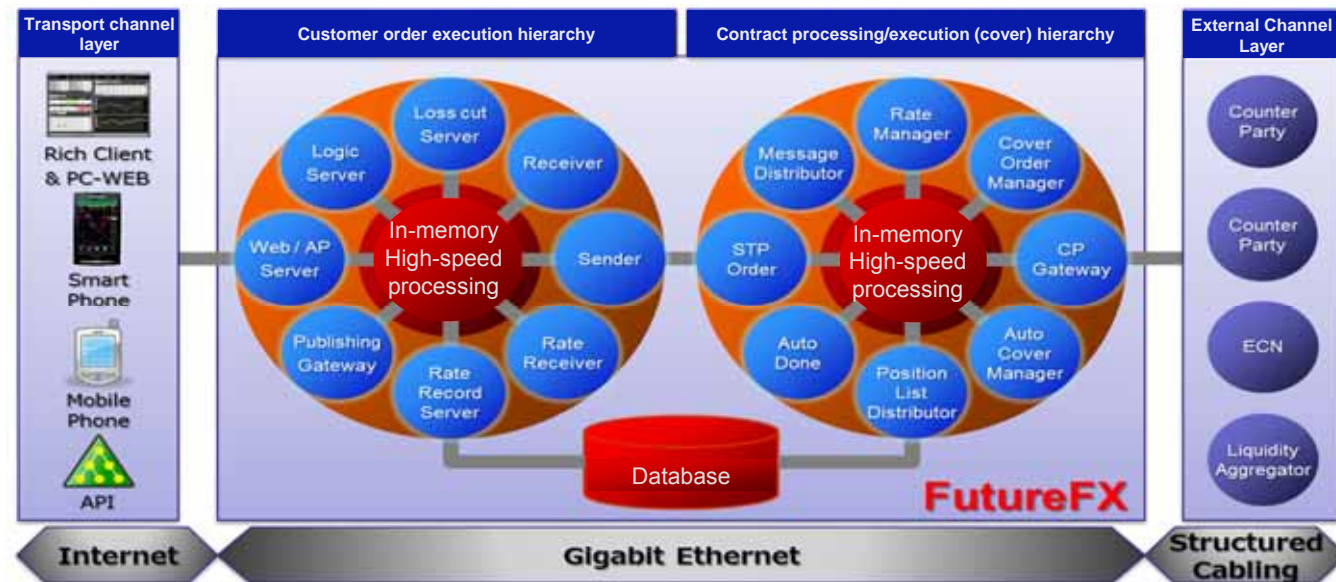 Transport channel
layer
Customer order execution hierarchy
Contract processing/execution (cover) hierarchy
External Channel
Layer
Rich Client
& PC-WEB
Smart
Phone
Mobile
Phone
API
Loss cut
Server
Logic
Server
Receiver
Web / AP
Server
In-memory
High-speed
processing
Sender
Publishing
Gateway
Rate
Record
Server
Rate
Receiver
Rate
Manager
Message
Distributor
Cover
Order
Manager
STP
Order
In-memory
High-speed
processing
CP
Gateway
Auto
Done
Position
List
Distributor
Auto
Cover
Manager
Database
FutureFX
Counter
Party
Counter
Party
ECN
Liquidity
Aggregator
Internet
Gigabit Ethernet
Structured
Cabling